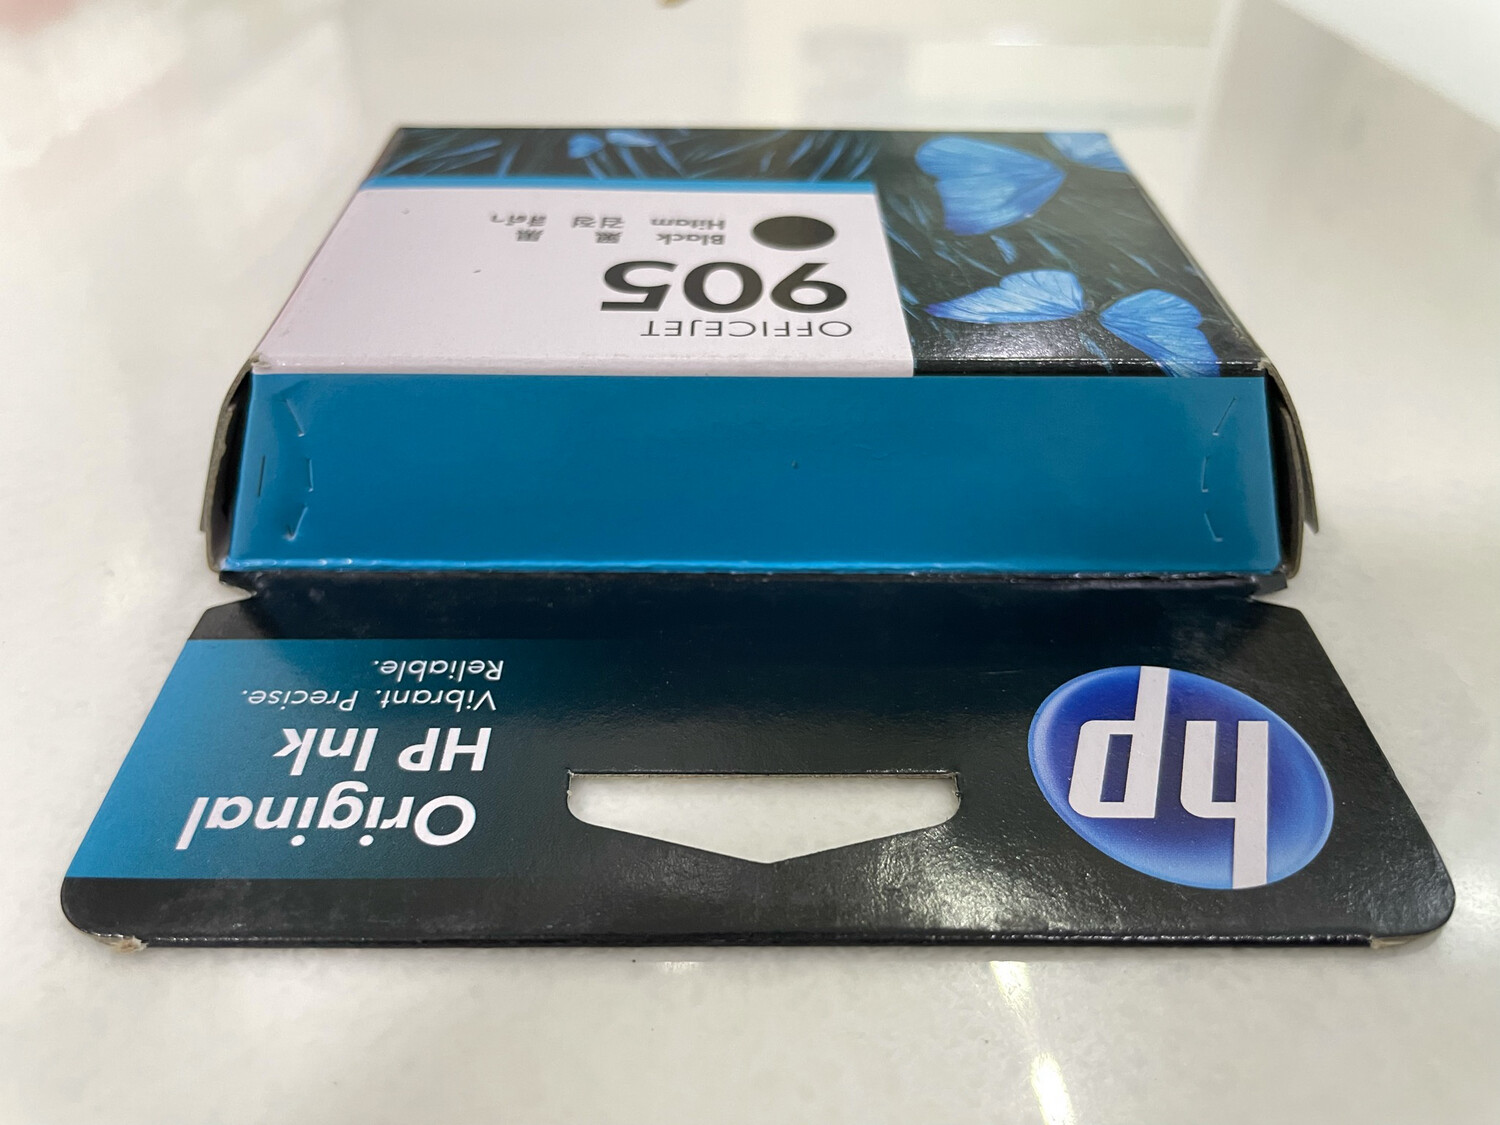 hp
Original
HP Ink
Vibrant. Precise.
Reliable.
OFFICEJET
905
Black 黑 黑
Hitam 검정 สีดำ